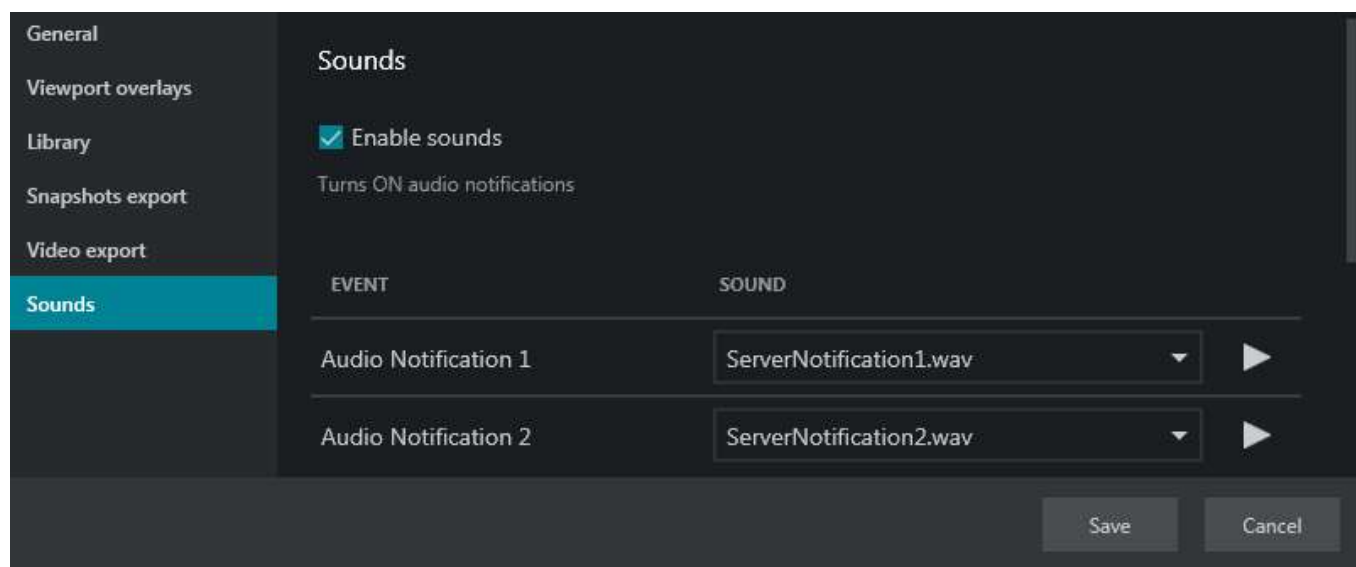 General
Viewport overlays
Library
Snapshots export
Video export
Sounds
Sounds
Enable sounds
Turns ON audio notifications
EVENT SOUND
Audio Notification 1 ServerNotification1.wav
Audio Notification 2 ServerNotification2.wav
Save Cancel